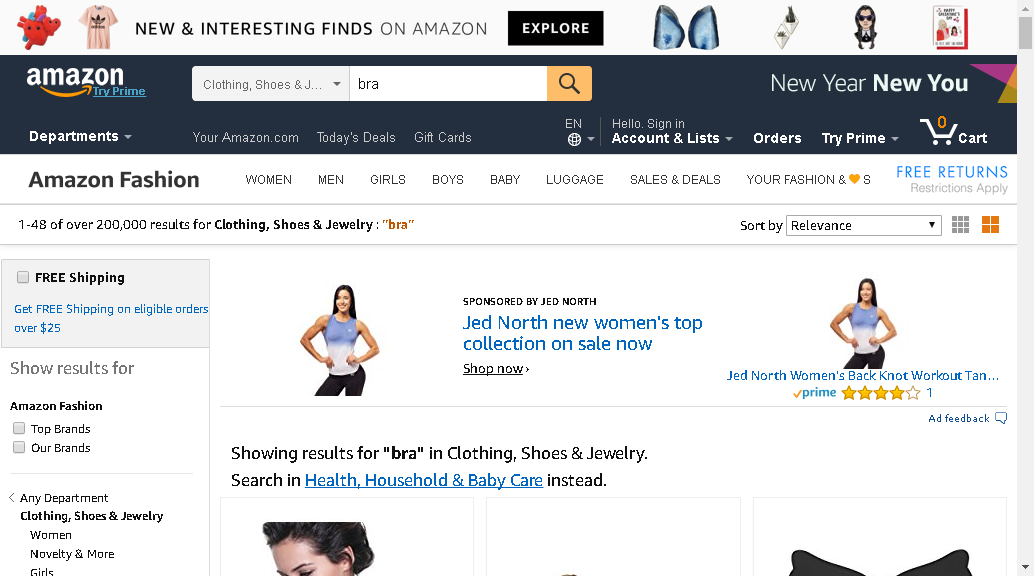 NEW & INTERESTING FINDS ON AMAZON EXPLORE
amazon
Try Prime
Clothing, Shoes & J... bra
New Year New You
Departments
Your Amazon.com Today's Deals Gift Cards
EN
Hello. Sign in
Account & Lists
Orders
Try Prime
0
Cart
Amazon Fashion
WOMEN MEN GIRLS BOYS BABY LUGGAGE SALES & DEALS YOUR FASHION & 🧡 S
FREE RETURNS
Restrictions Apply
1-48 of over 200,000 results for Clothing, Shoes & Jewelry : "bra"
Sort by Relevance
FREE Shipping
Get FREE Shipping on eligible orders
over $25
Show results for
Amazon Fashion
Top Brands
Our Brands
Any Department
Clothing, Shoes & Jewelry
Women
Novelty & More
Girls
SPONSORED BY JED NORTH
Jed North new women's top
collection on sale now
Shop now ›
Jed North Women's Back Knot Workout Tan...
prime 1
Ad feedback
Showing results for "bra" in Clothing, Shoes & Jewelry.
Search in Health, Household & Baby Care instead.